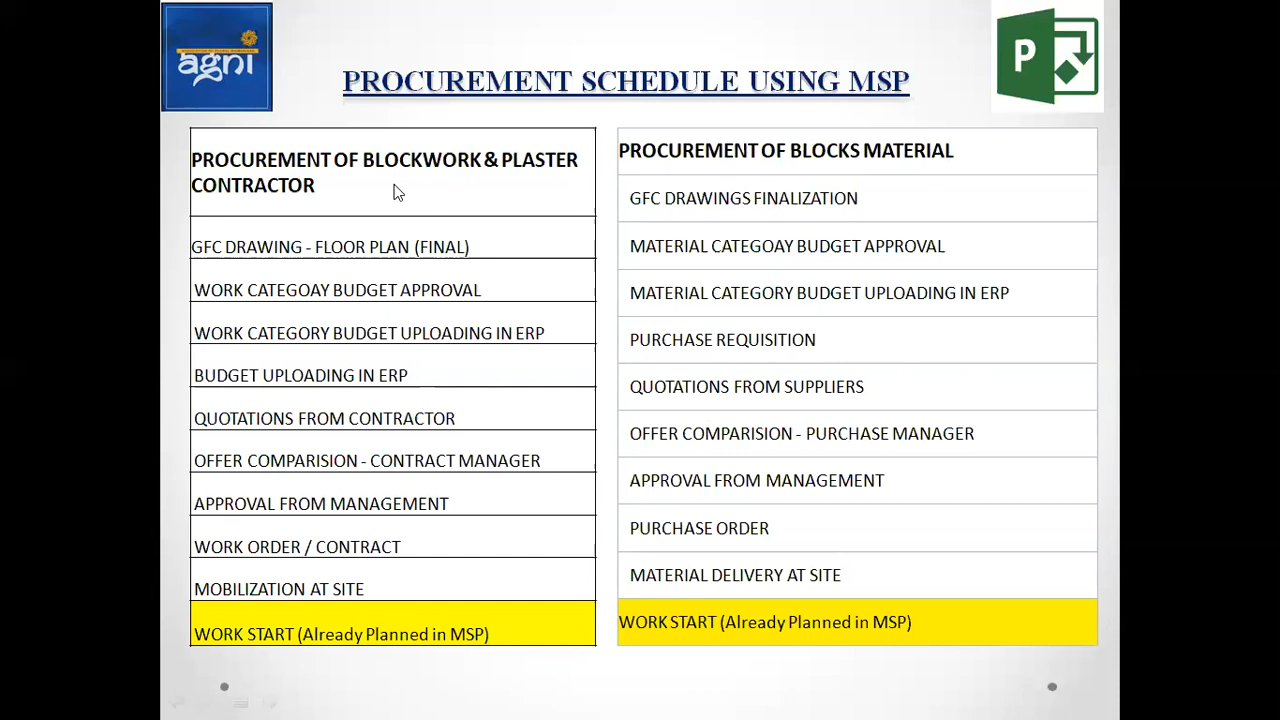 agni
P
PROCUREMENT SCHEDULE USING MSP
PROCUREMENT OF BLOCKWORK & PLASTER
CONTRACTOR
GFC DRAWING - FLOOR PLAN (FINAL)
WORK CATEGOAY BUDGET APPROVAL
WORK CATEGORY BUDGET UPLOADING IN ERP
BUDGET UPLOADING IN ERP
QUOTATIONS FROM CONTRACTOR
OFFER COMPARISION - CONTRACT MANAGER
APPROVAL FROM MANAGEMENT
WORK ORDER / CONTRACT
MOBILIZATION AT SITE
WORK START (Already Planned in MSP)
PROCUREMENT OF BLOCKS MATERIAL
GFC DRAWINGS FINALIZATION
MATERIAL CATEGOAY BUDGET APPROVAL
MATERIAL CATEGORY BUDGET UPLOADING IN ERP
PURCHASE REQUISITION
QUOTATIONS FROM SUPPLIERS
OFFER COMPARISION - PURCHASE MANAGER
APPROVAL FROM MANAGEMENT
PURCHASE ORDER
MATERIAL DELIVERY AT SITE
WORK START (Already Planned in MSP)